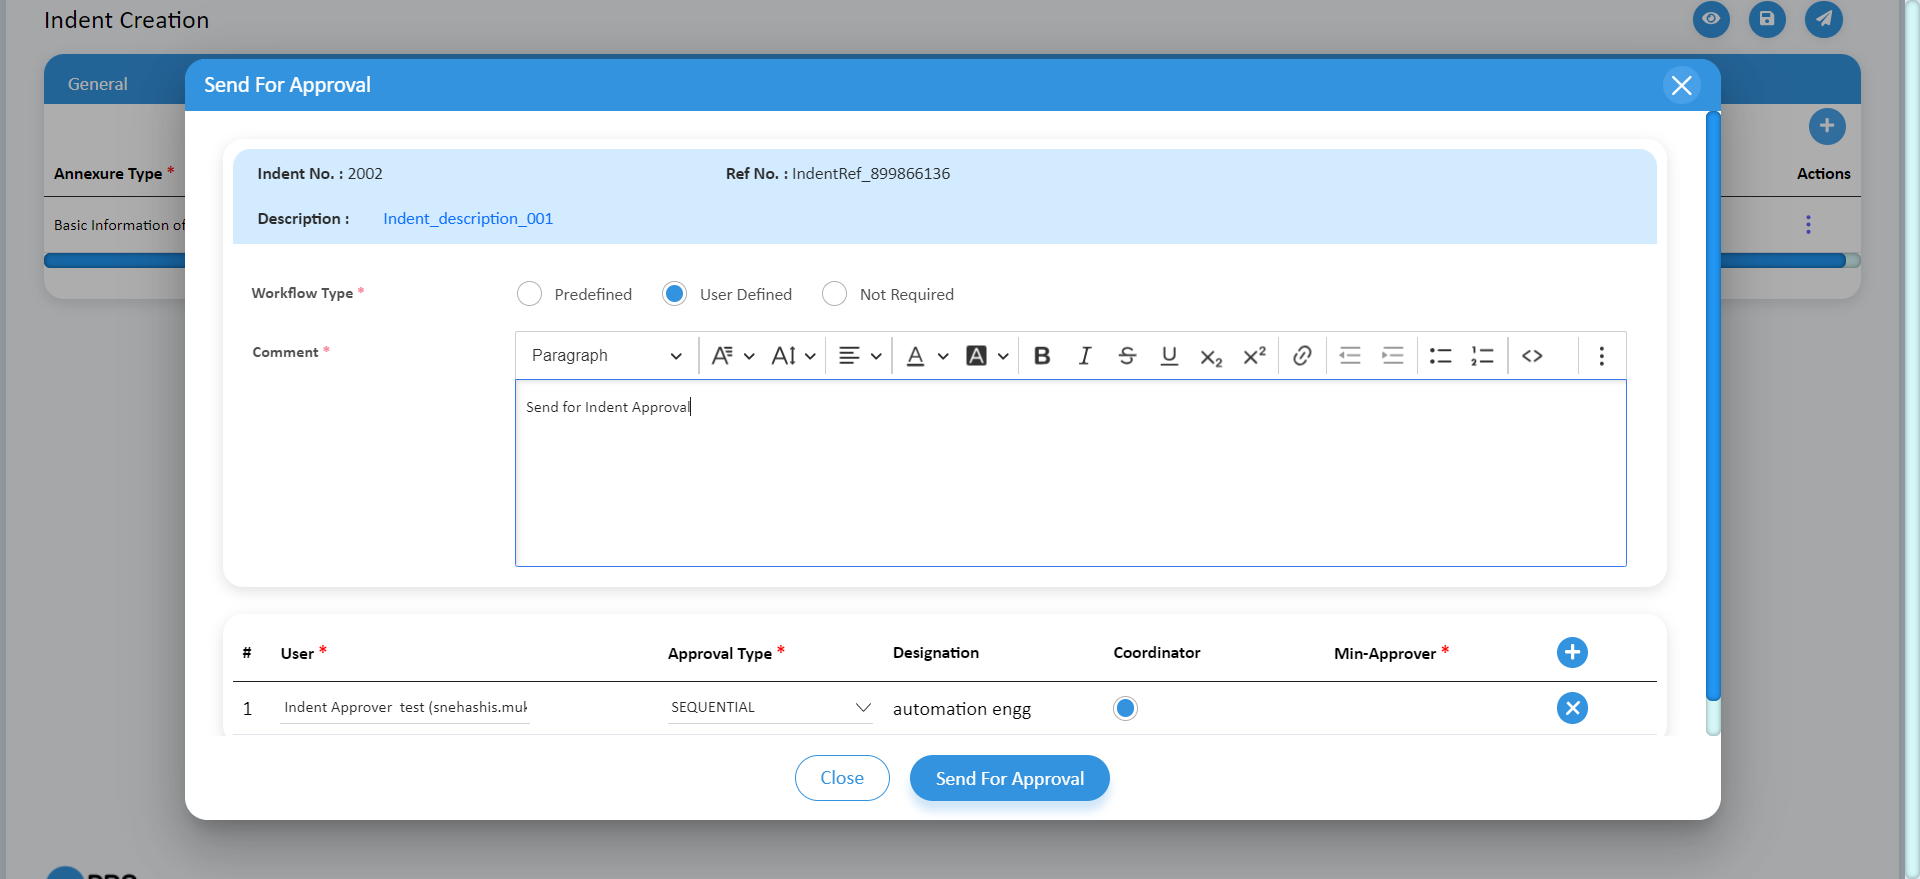 Indent Creation
General
Send For Approval
Annexure Type *
Actions
Basic Information of
Indent No. : 2002
Ref No. : IndentRef_899866136
Description : Indent_description_001
Workflow Type *
Predefined
User Defined
Not Required
Comment *
Paragraph
Send for Indent Approval
# User * Approval Type * Designation Coordinator Min-Approver *
1 Indent Approver test (snehashis.muk SEQUENTIAL automation engg
Close
Send For Approval